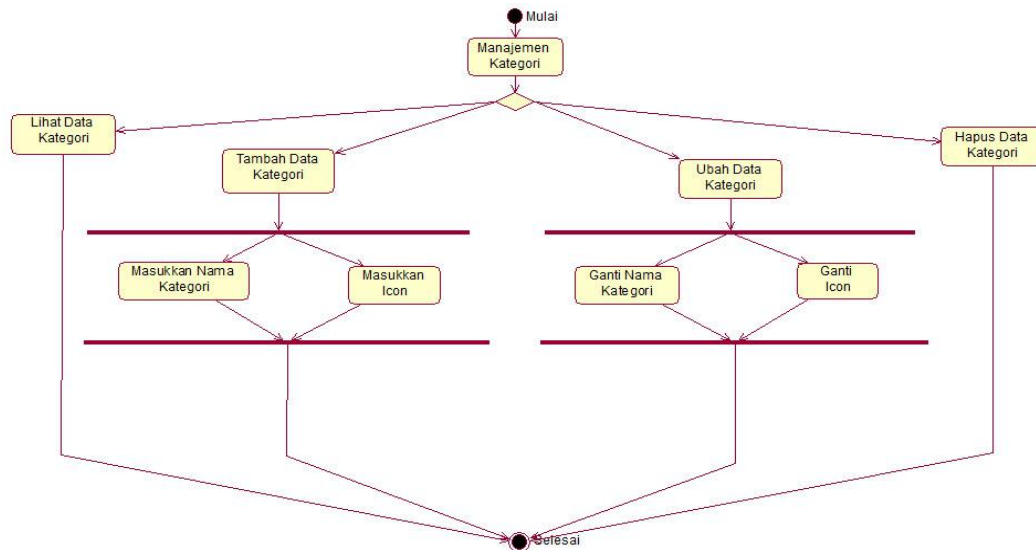 Mulai
Manajemen
Kategori
Lihat Data
Kategori
Tambah Data
Kategori
Ubah Data
Kategori
Hapus Data
Kategori
Masukkan Nama
Kategori
Masukkan
Icon
Ganti Nama
Kategori
Ganti
Icon
Selesai